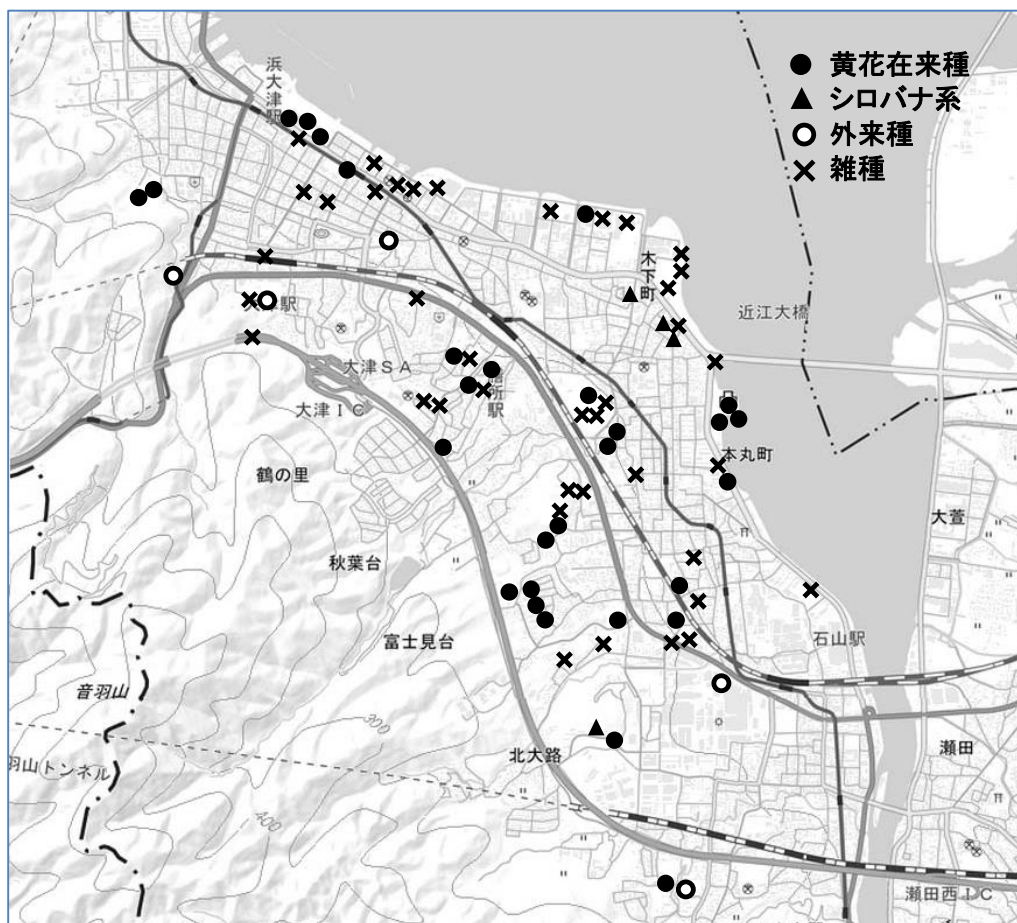 黄花在来種
シロバナ系
外来種
雑種
浜大津駅
木下町
近江大橋
大津SA
大津IC
本丸町
鶴の里
大萱
秋葉台
富士見台
石山駅
音羽山
300
北大路
瀬田
羽山トンネル
400
瀬田西IC